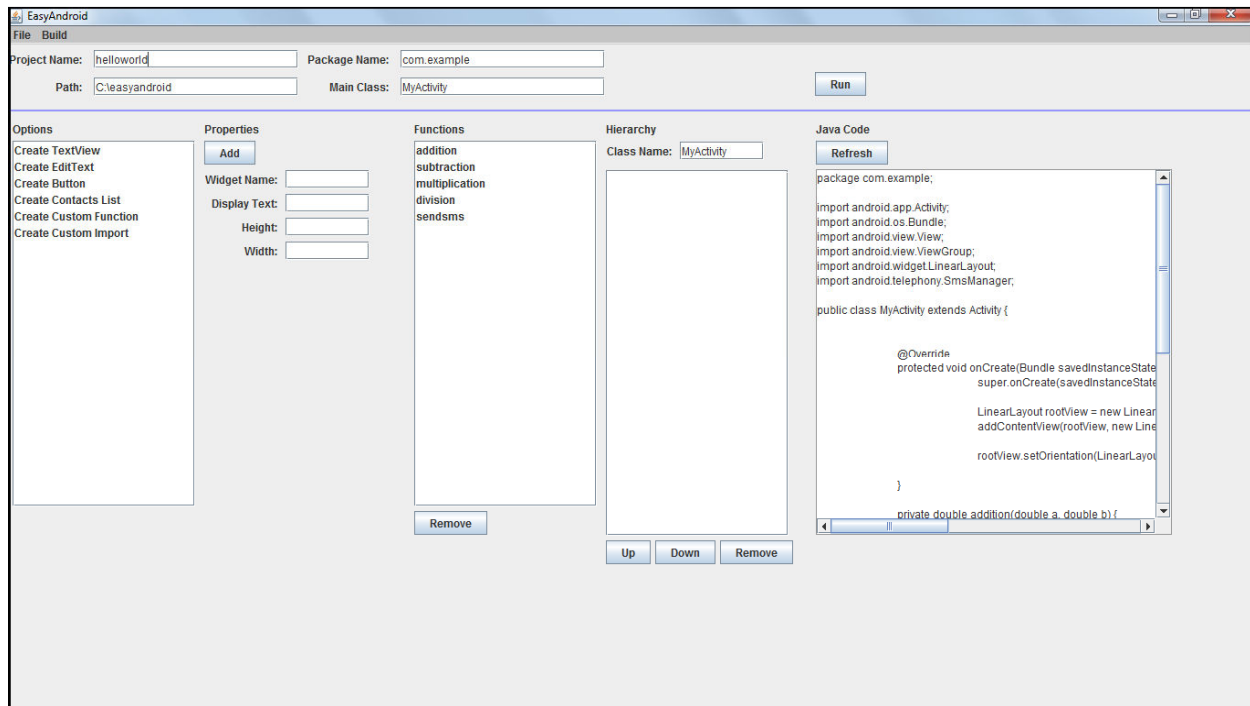 EasyAndroid
File Build
Project Name: helloworld Package Name: com.example
Path: C:\easyandroid Main Class: MyActivity
Run
Options
Create TextView
Create EditText
Create Button
Create Contacts List
Create Custom Function
Create Custom Import
Properties
Add
Widget Name:
Display Text:
Height:
Width:
Functions
addition
subtraction
multiplication
division
sendsms
Remove
Hierarchy
Class Name: MyActivity
Up Down Remove
Java Code
Refresh
package com.example;
import android.app.Activity;
import android.os.Bundle;
import android.view.View;
import android.view.ViewGroup;
import android.widget.LinearLayout;
import android.telephony.SmsManager;
public class MyActivity extends Activity {
@Override
protected void onCreate(Bundle savedInstanceState
super.onCreate(savedInstanceState
LinearLayout rootView = new Linear
addContentView(rootView, new Line
rootView.setOrientation(LinearLayou
}
private double addition(double a, double b) {